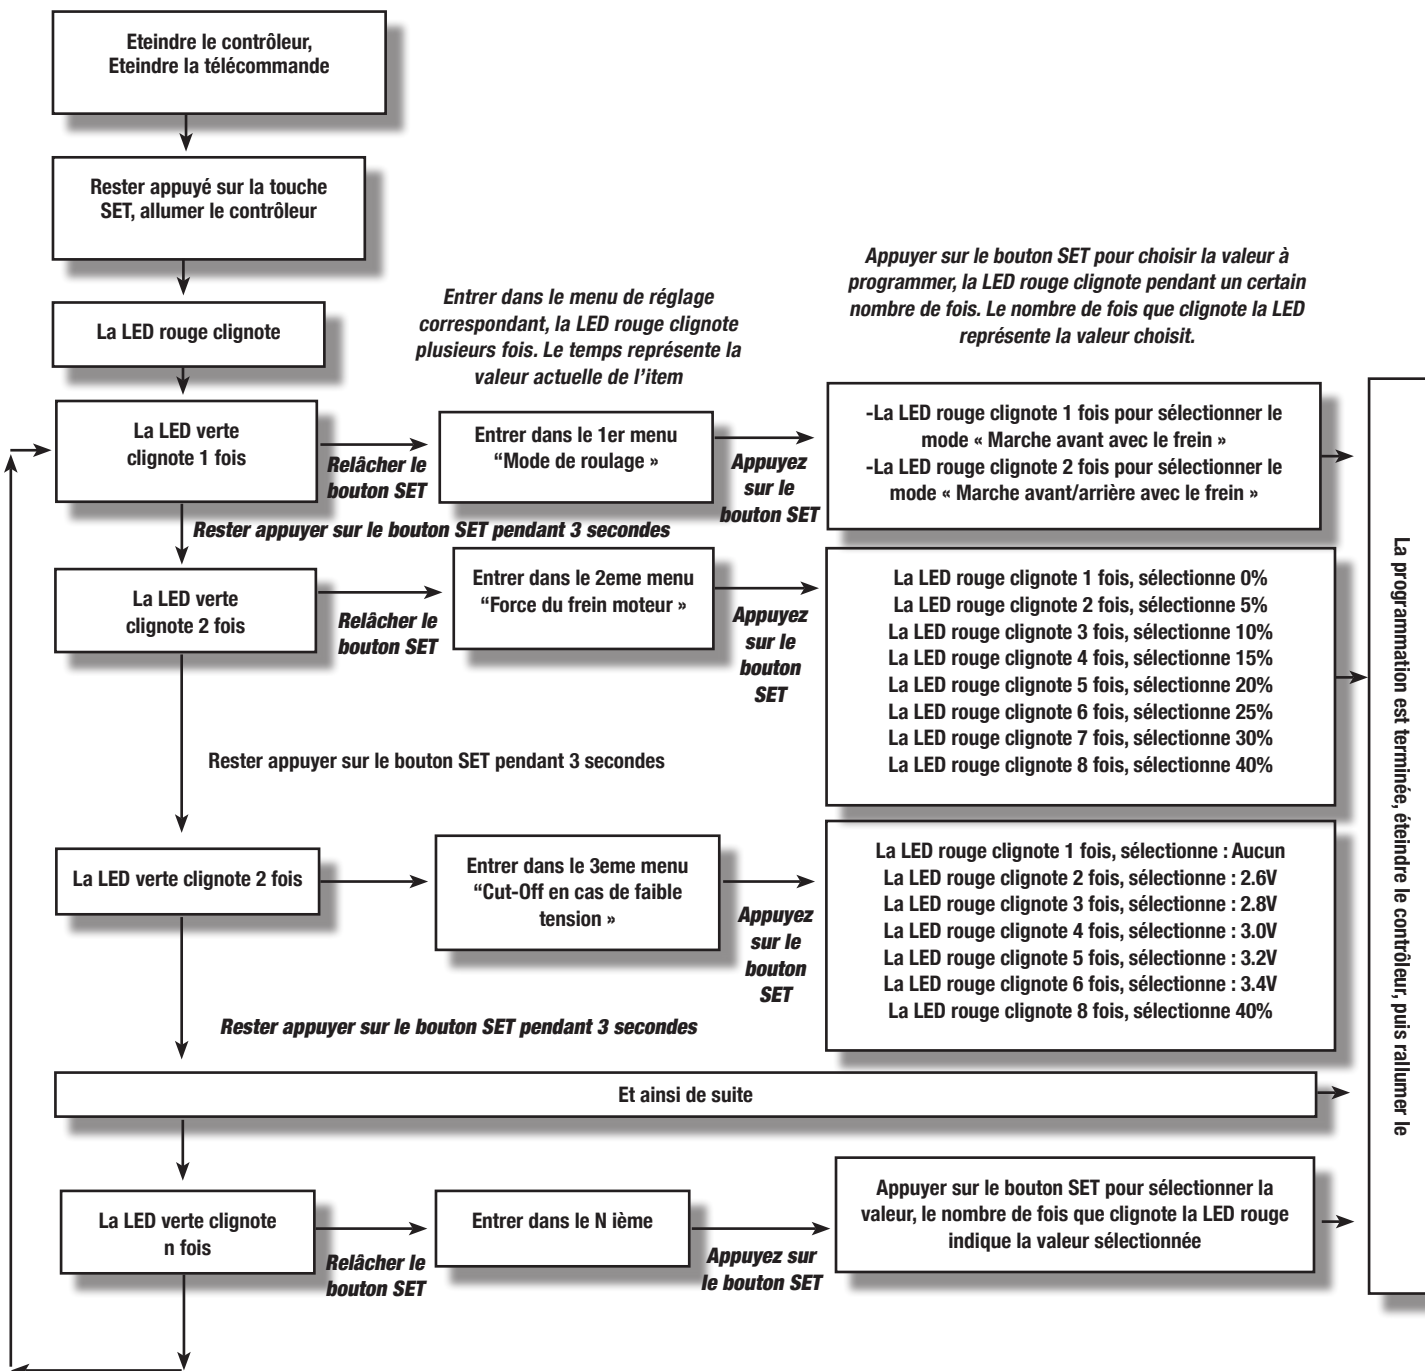 Eteindre le contrôleur,
Eteindre la télécommande
Rester appuyé sur la touche
SET, allumer le contrôleur
La LED rouge clignote
Entrer dans le menu de réglage
correspondant, la LED rouge clignote
plusieurs fois. Le temps représente la
valeur actuelle de l'item
Appuyer sur le bouton SET pour choisir la valeur à
programmer, la LED rouge clignote pendant un certain
nombre de fois. Le nombre de fois que clignote la LED
représente la valeur choisit.
La LED verte
clignote 1 fois
Relâcher le
bouton SET
Entrer dans le 1er menu
“Mode de roulage »
Appuyez
sur le
bouton SET
-La LED rouge clignote 1 fois pour sélectionner le
mode « Marche avant avec le frein »
-La LED rouge clignote 2 fois pour sélectionner le
mode « Marche avant/arrière avec le frein »
Rester appuyer sur le bouton SET pendant 3 secondes
La LED verte
clignote 2 fois
Relâcher le
bouton SET
Entrer dans le 2eme menu
“Force du frein moteur »
Appuyez
sur le
bouton
SET
La LED rouge clignote 1 fois, sélectionne 0%
La LED rouge clignote 2 fois, sélectionne 5%
La LED rouge clignote 3 fois, sélectionne 10%
La LED rouge clignote 4 fois, sélectionne 15%
La LED rouge clignote 5 fois, sélectionne 20%
La LED rouge clignote 6 fois, sélectionne 25%
La LED rouge clignote 7 fois, sélectionne 30%
La LED rouge clignote 8 fois, sélectionne 40%
Rester appuyer sur le bouton SET pendant 3 secondes
La LED verte clignote 2 fois
Entrer dans le 3eme menu
“Cut-Off en cas de faible
tension »
Appuyez
sur le
bouton
SET
La LED rouge clignote 1 fois, sélectionne : Aucun
La LED rouge clignote 2 fois, sélectionne : 2.6V
La LED rouge clignote 3 fois, sélectionne : 2.8V
La LED rouge clignote 4 fois, sélectionne : 3.0V
La LED rouge clignote 5 fois, sélectionne : 3.2V
La LED rouge clignote 6 fois, sélectionne : 3.4V
La LED rouge clignote 8 fois, sélectionne 40%
Rester appuyer sur le bouton SET pendant 3 secondes
Et ainsi de suite
La LED verte clignote
n fois
Relâcher le
bouton SET
Entrer dans le N ième
Appuyez sur
le bouton SET
Appuyer sur le bouton SET pour sélectionner la
valeur, le nombre de fois que clignote la LED rouge
indique la valeur sélectionnée
La programmation est terminée, éteindre le contrôleur, puis rallumer le